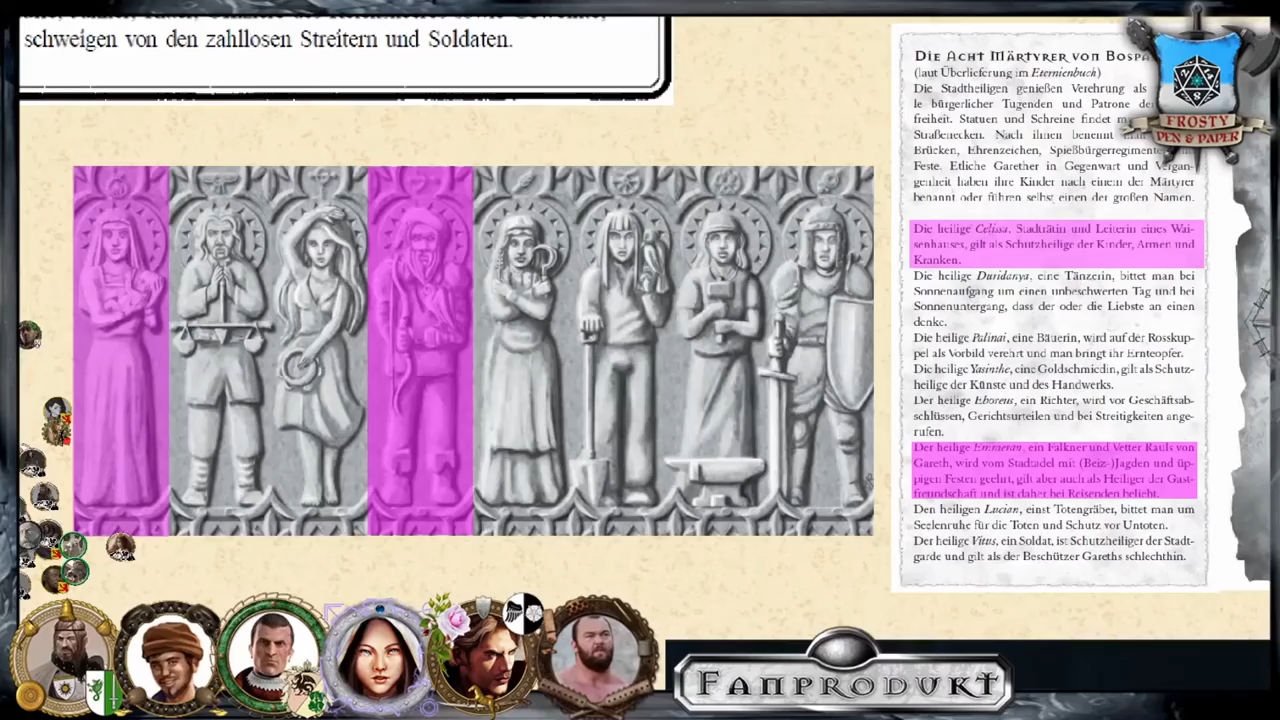 schweigen von den zahllosen Streitern und Soldaten.
Die Acht Märtyrer von Bospa
(laut Überlieferung im Eternienbuch)
Die Stadtheiligen genießen Verehrung als
le bürgerlicher Tugenden und Patrone der
freiheit. Statuen und Schreine findet m
Straßenecken. Nach ihnen benennt man
Brücken, Ehrenzeichen, Spießbürgerregimenter
Feste. Etliche Garether in Gegenwart und Vergan-
genheit haben ihre Kinder nach einem der Märtyrer
benannt oder führen selbst einen der großen Namen.
Die heilige Celissa, Stadträtin und Leiterin eines Wai-
senhauses, gilt als Schutzheilige der Kinder, Armen und
Kranken.
Die heilige Duridanya, eine Tänzerin, bittet man bei
Sonnenaufgang um einen unbeschwerten Tag und bei
Sonnenuntergang, dass der oder die Liebste an einen
denke.
Die heilige Palinai, eine Bäuerin, wird auf der Rosskup-
pel als Vorbild verehrt und man bringt ihr Ernteopfer.
Die heilige Yasinthe, eine Goldschmiedin, gilt als Schutz-
heilige der Künste und des Handwerks.
Der heilige Eboreus, ein Richter, wird vor Geschäftsab-
schlüssen, Gerichtsurteilen und bei Streitigkeiten ange-
rufen.
Der heilige Emmeran, ein Falkner und Vetter Rauls von
Gareth, wird vom Stadtadel mit (Beiz-)Jagden und üp-
pigen Festen geehrt, gilt aber auch als Heiliger der Gast-
freundschaft und ist daher bei Reisenden beliebt.
Den heiligen Lucian, einst Totengräber, bittet man um
Seelenruhe für die Toten und Schutz vor Untoten.
Der heilige Vitus, ein Soldat, ist Schutzheiliger der Stadt-
garde und gilt als der Beschützer Gareths schlechthin.
FROSTY
PEN & PAPER
FANPRODUKT